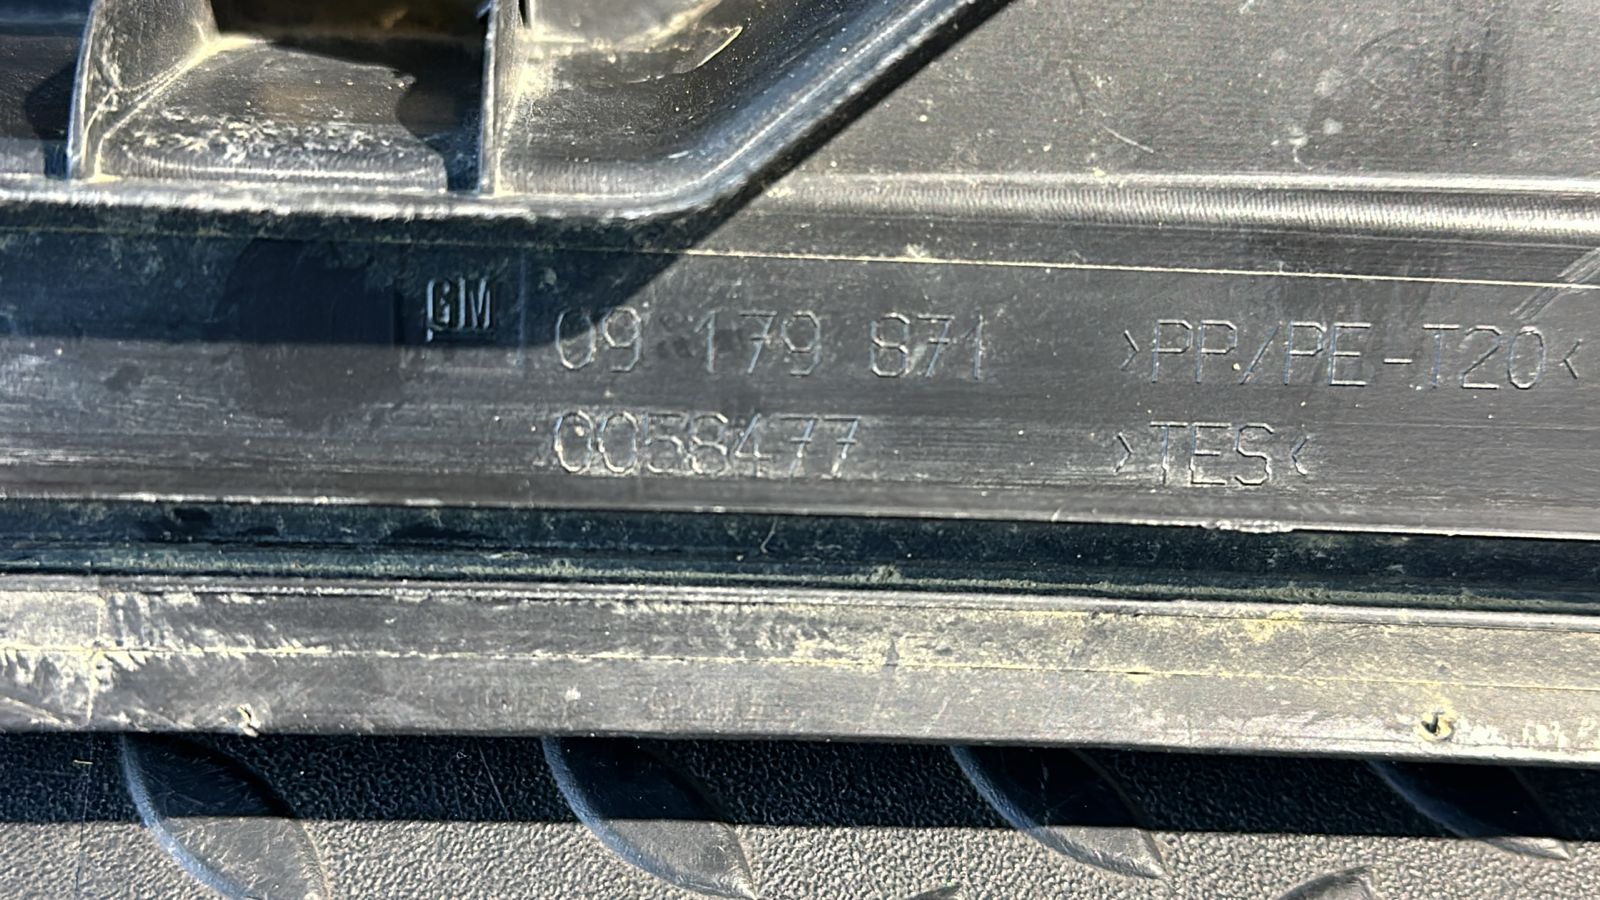 GM 09 179 871 >PP/PE-T20<
0058477 >TES<